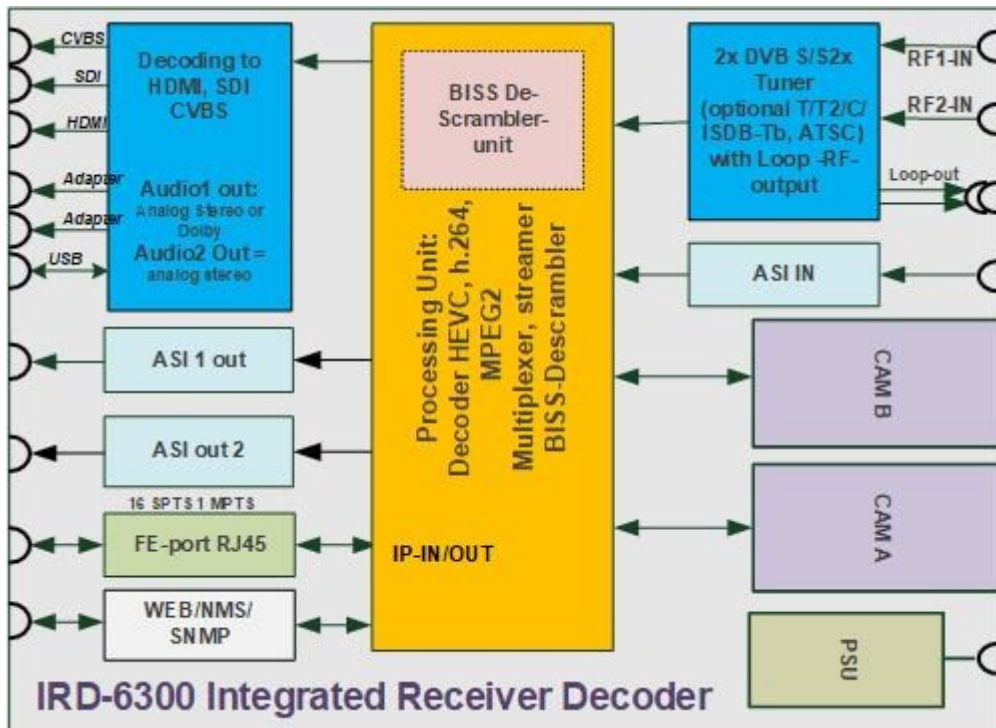 CVBS
SDI
HDMI
Adapter
Adapter
USB
Decoding to
HDMI, SDI
CVBS
Audio1 out:
Analog Stereo or
Dolby
Audio2 Out =
analog stereo
BISS De-
Scrambler-
unit
2x DVB S/S2x
Tuner
(optional T/T2/C/
ISDB-Tb, ATSC)
with Loop -RF-
output
RF1-IN
RF2-IN
Loop-out
ASI IN
Processing Unit:
Decoder HEVC, h.264,
MPEG2
Multiplexer, streamer
BISS-Descrambler
ASI 1 out
ASI out 2
16 SPTS 1 MPTS
FE-port RJ45
IP-IN/OUT
WEB/NMS/
SNMP
CAM B
CAM A
PSU
IRD-6300 Integrated Receiver Decoder